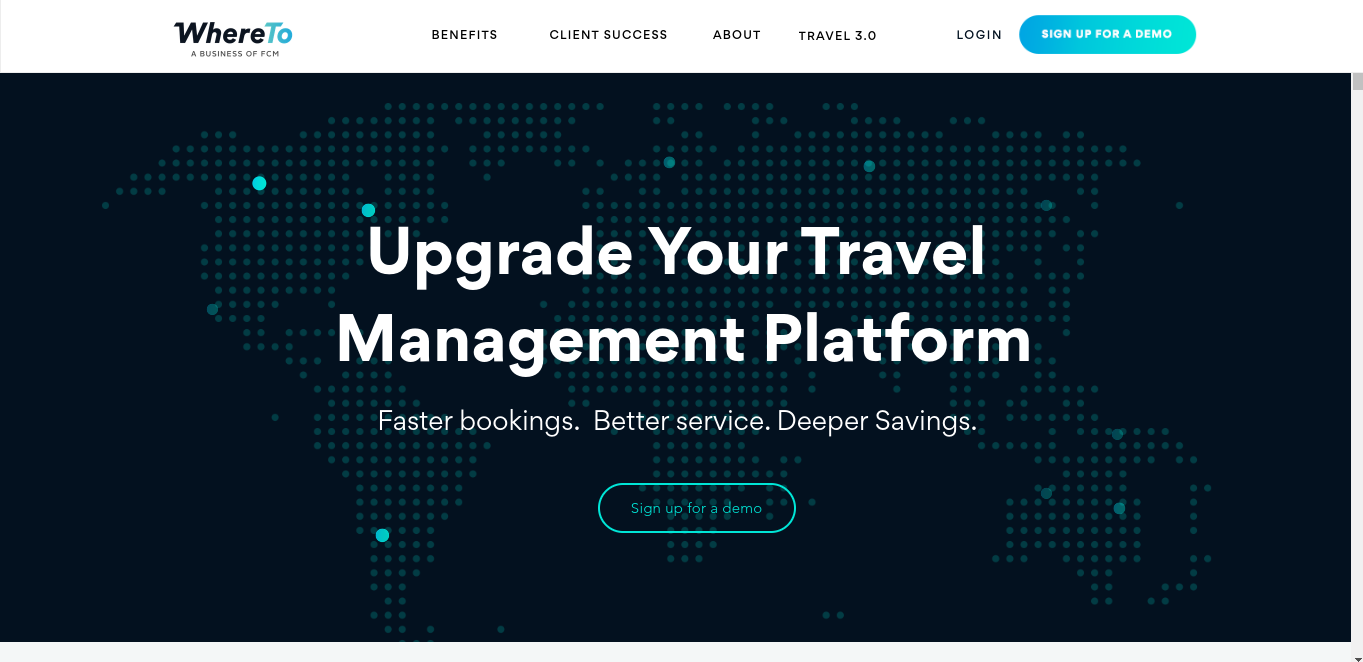 WhereTo
A BUSINESS OF FCM
BENEFITS
CLIENT SUCCESS
ABOUT
TRAVEL 3.0
LOGIN
SIGN UP FOR A DEMO
Upgrade Your Travel
Management Platform
Faster bookings.  Better service. Deeper Savings.
Sign up for a demo